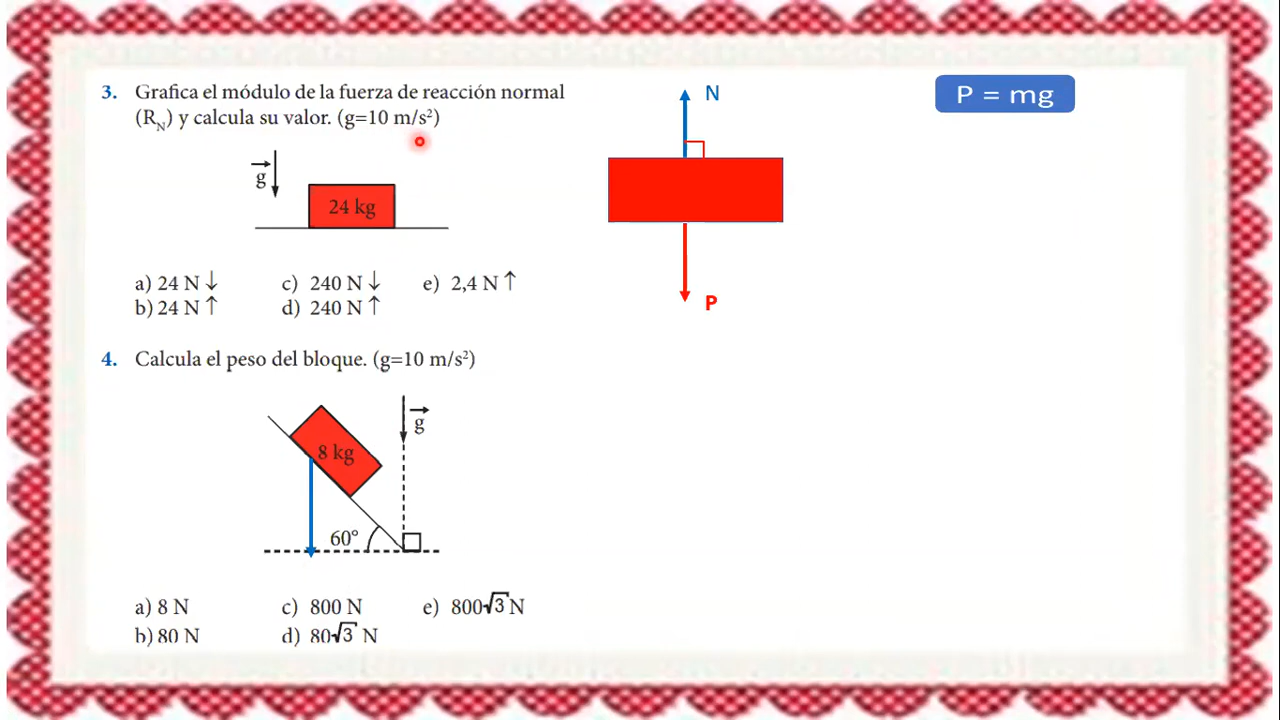 3. Grafica el módulo de la fuerza de reacción normal
(R_N) y calcula su valor. (g=10 m/s²)
g
24 kg
a) 24 N ↓ c) 240 N ↓ e) 2,4 N ↑
b) 24 N ↑ d) 240 N ↑
N
P
P = mg
4. Calcula el peso del bloque. (g=10 m/s²)
g
8 kg
60°
a) 8 N c) 800 N e) 800√3 N
b) 80 N d) 80√3 N